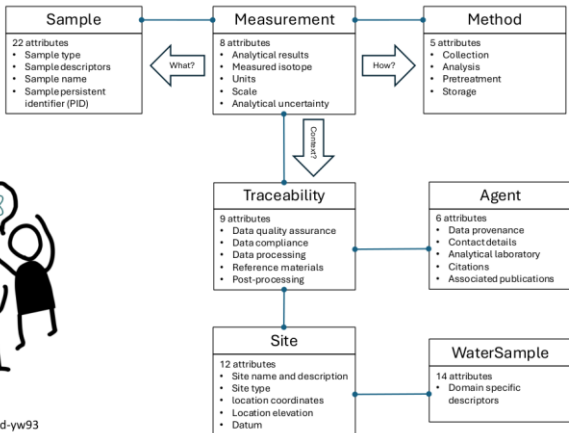 Sample
22 attributes
• Sample type
• Sample descriptors
• Sample name
• Sample persistent
identifier (PID)
What?
Measurement
8 attributes
• Analytical results
• Measured isotope
• Units
• Scale
• Analytical uncertainty
How?
Method
5 attributes
• Collection
• Analysis
• Pretreatment
• Storage
Context?
Traceability
9 attributes
• Data quality assurance
• Data compliance
• Data processing
• Reference materials
• Post-processing
Agent
6 attributes
• Data provenance
• Contact details
• Analytical laboratory
• Citations
• Associated publications
Site
12 attributes
• Site name and description
• Site type
• location coordinates
• Location elevation
• Datum
WaterSample
14 attributes
• Domain specific
descriptors
d-yw93